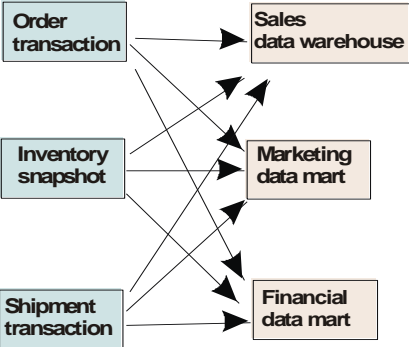 Order
transaction
Sales
data warehouse
Inventory
snapshot
Marketing
data mart
Shipment
transaction
Financial
data mart